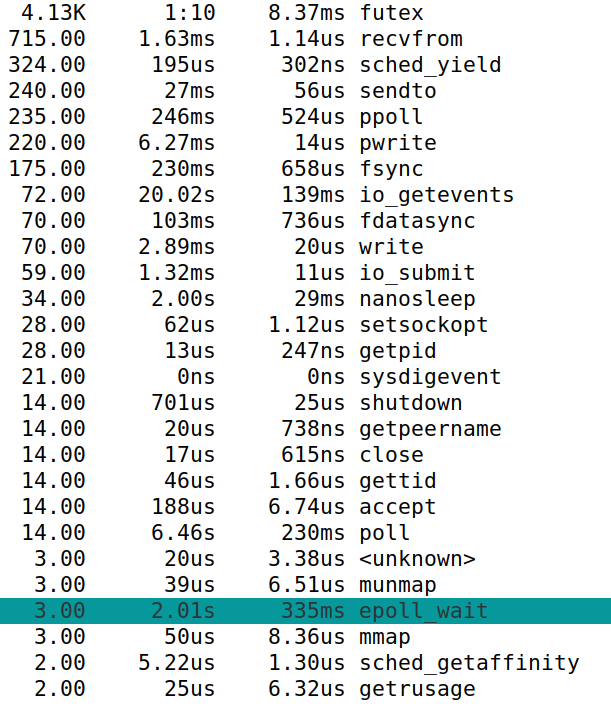 4.13K 1:10 8.37ms futex
715.00 1.63ms 1.14us recvfrom
324.00 195us 302ns sched_yield
240.00 27ms 56us sendto
235.00 246ms 524us ppoll
220.00 6.27ms 14us pwrite
175.00 230ms 658us fsync
72.00 20.02s 139ms io_getevents
70.00 103ms 736us fdatasync
70.00 2.89ms 20us write
59.00 1.32ms 11us io_submit
34.00 2.00s 29ms nanosleep
28.00 62us 1.12us setsockopt
28.00 13us 247ns getpid
21.00 0ns 0ns sysdigevent
14.00 701us 25us shutdown
14.00 20us 738ns getpeername
14.00 17us 615ns close
14.00 46us 1.66us gettid
14.00 188us 6.74us accept
14.00 6.46s 230ms poll
3.00 20us 3.38us <unknown>
3.00 39us 6.51us munmap
3.00 2.01s 335ms epoll_wait
3.00 50us 8.36us mmap
2.00 5.22us 1.30us sched_getaffinity
2.00 25us 6.32us getrusage